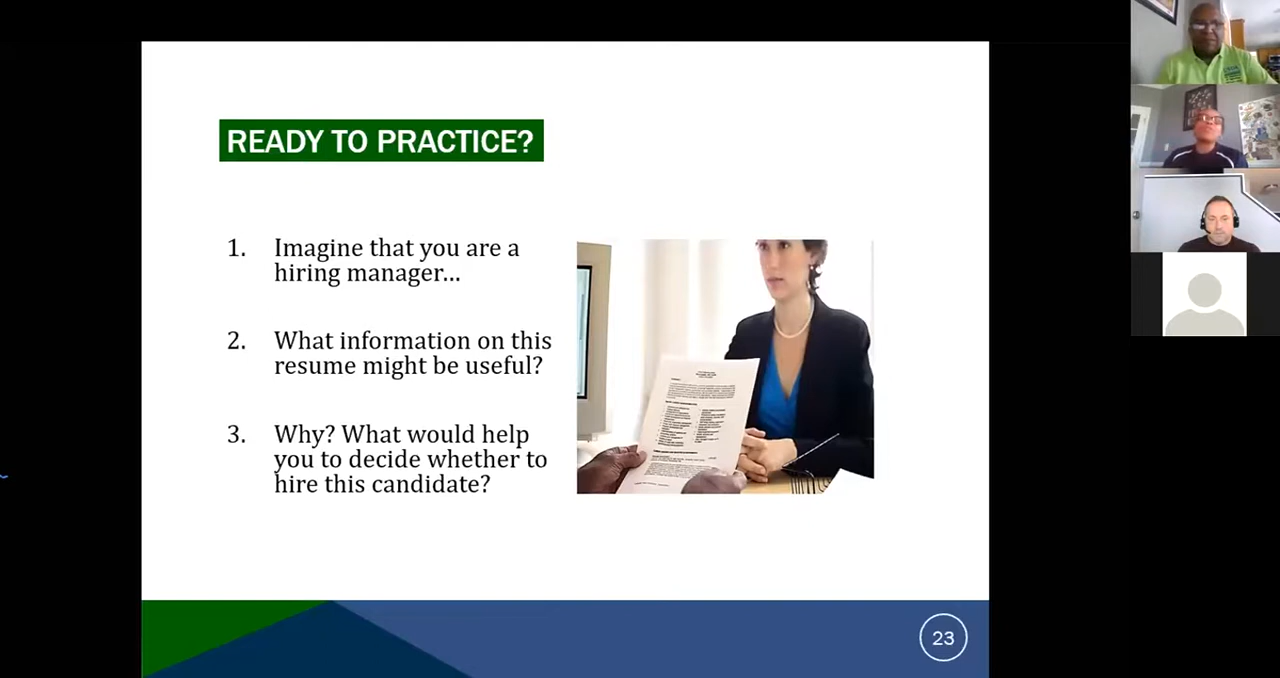 READY TO PRACTICE?
1. Imagine that you are a
hiring manager...
2. What information on this
resume might be useful?
3. Why? What would help
you to decide whether to
hire this candidate?
23